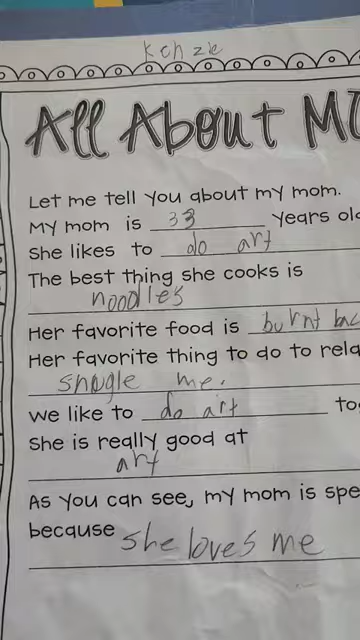 Kenzie
All About Mo
Let me tell you about my mom.
My mom is 33 years old
She likes to do art
The best thing she cooks is
noodles
Her favorite food is burnt bac
Her favorite thing to do to rela
snugle me.
We like to do art to
She is really good at
art
As you can see, my mom is spe
because she loves me